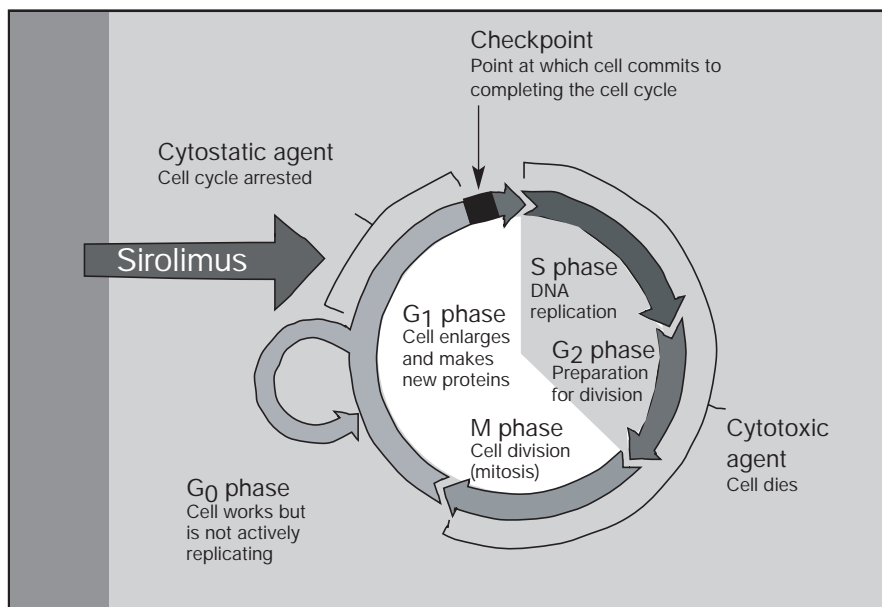 Checkpoint
Point at which cell commits to
completing the cell cycle
Cytostatic agent
Cell cycle arrested
Sirolimus
S phase
DNA
replication
G1 phase
Cell enlarges
and makes
new proteins
G2 phase
Preparation
for division
M phase
Cell division
(mitosis)
Cytotoxic
agent
Cell dies
G0 phase
Cell works but
is not actively
replicating